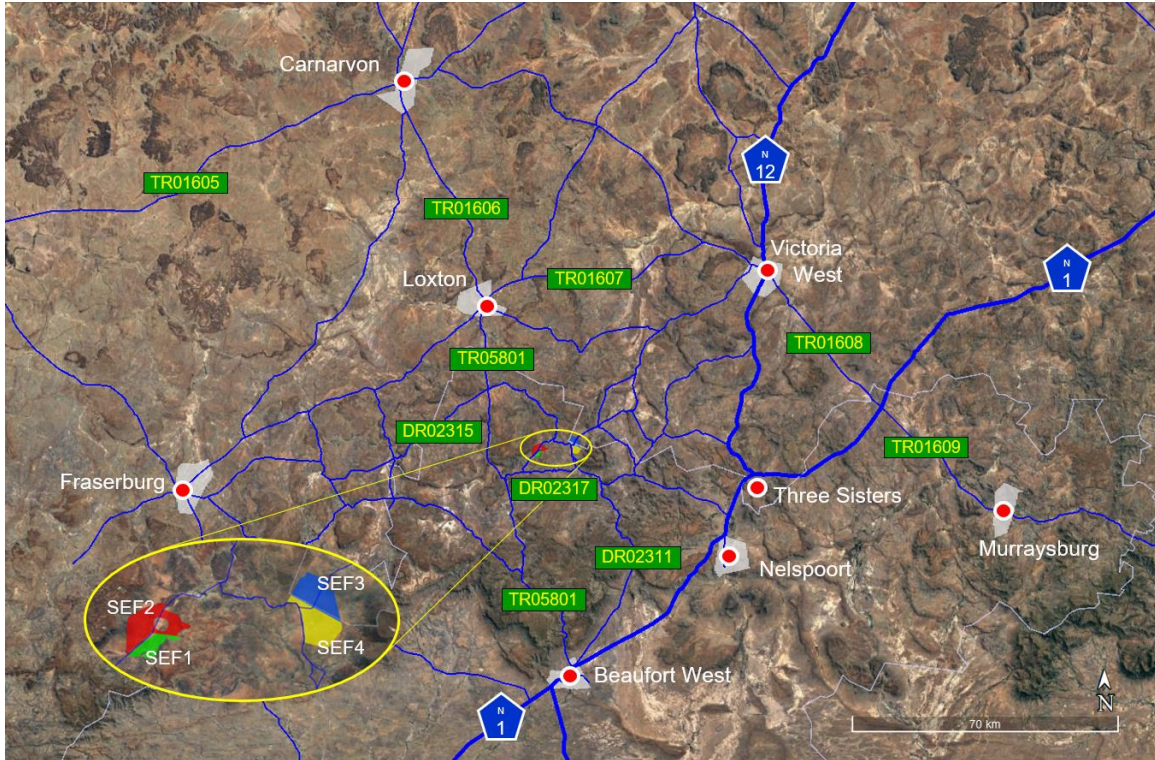 Carnarvon
N
12
TR01605
TR01606
Victoria
West
N
1
Loxton
TR01607
TR01608
TR05801
DR02315
TR01609
Fraserburg
DR02317
Three Sisters
Murraysburg
DR02311
Nelspoort
SEF3
SEF2
TR05801
SEF4
SEF1
Beaufort West
N
N
1
70 km